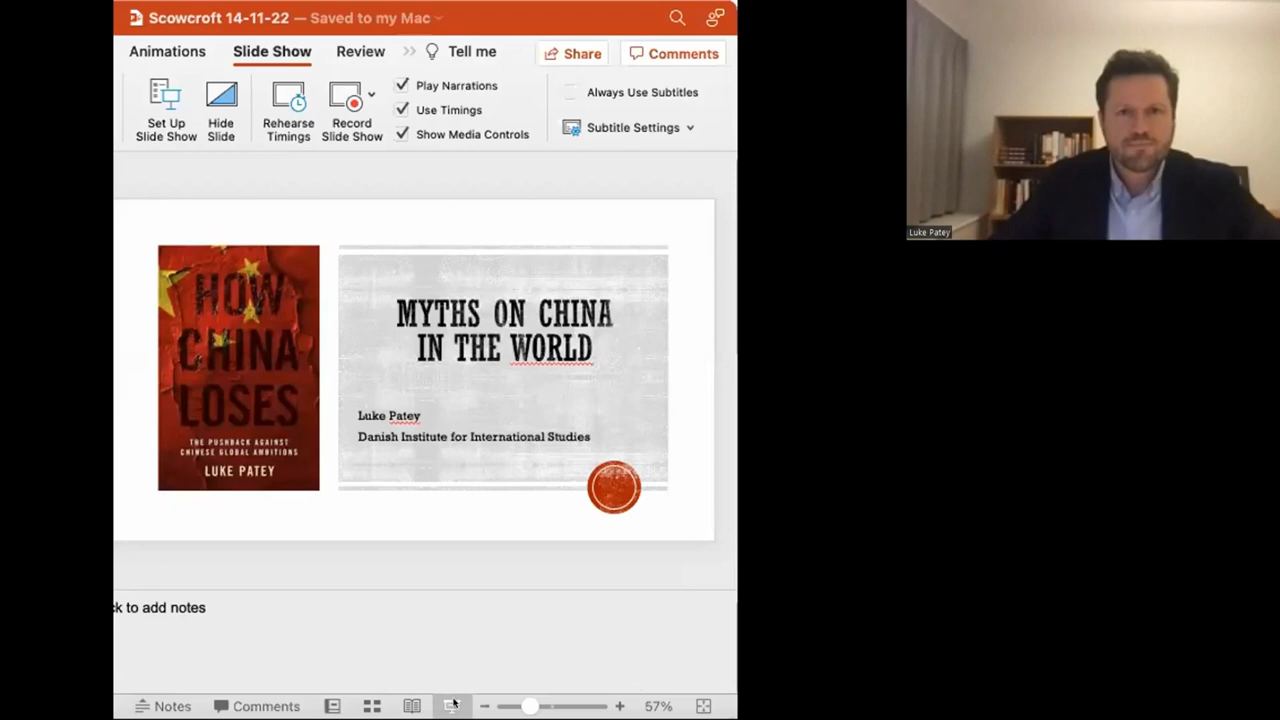 Scowcroft 14-11-22 — Saved to my Mac
Animations
Slide Show
Review
Tell me
Share
Comments
Set Up
Slide Show
Hide
Slide
Rehearse
Timings
Record
Slide Show
Play Narrations
Use Timings
Show Media Controls
Always Use Subtitles
Subtitle Settings
HOW
CHINA
LOSES
THE PUSHBACK AGAINST
CHINESE GLOBAL AMBITIONS
LUKE PATEY
MYTHS ON CHINA
IN THE WORLD
Luke Patey
Danish Institute for International Studies
Luke Patey
ck to add notes
Notes
Comments
57%